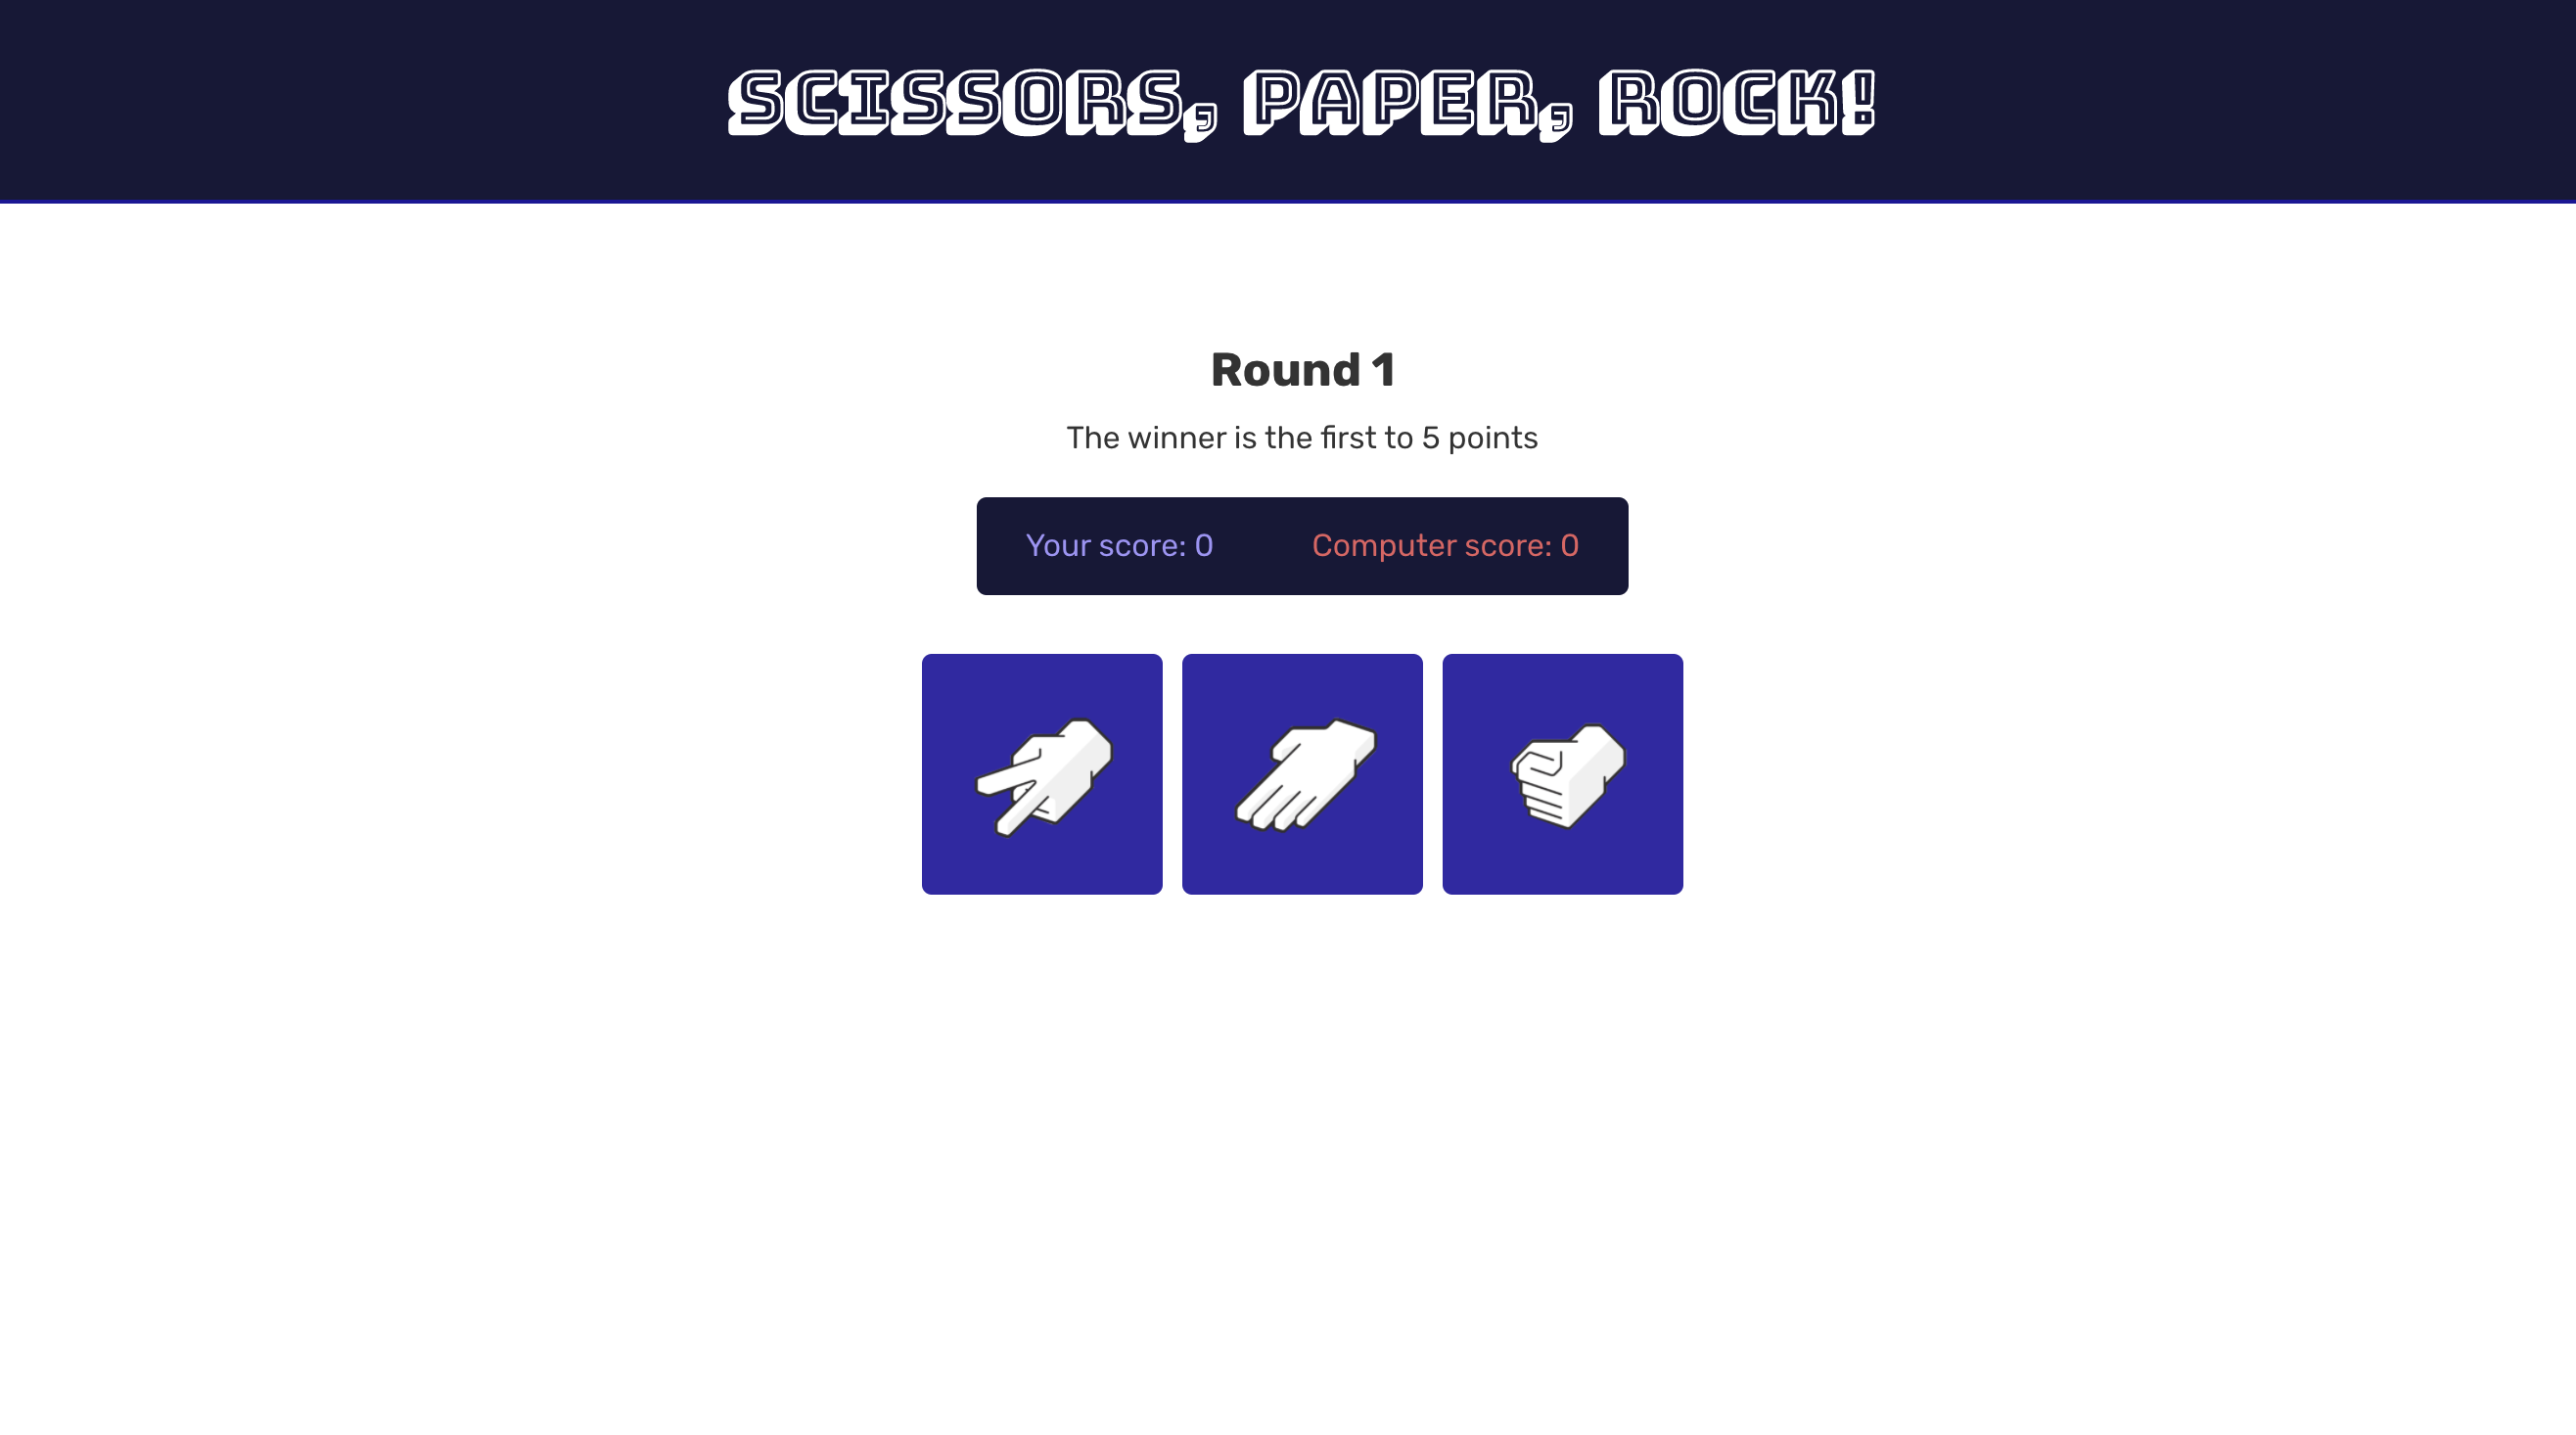 SCISSORS, PAPER, ROCK!
Round 1
The winner is the first to 5 points
Your score: 0 Computer score: 0